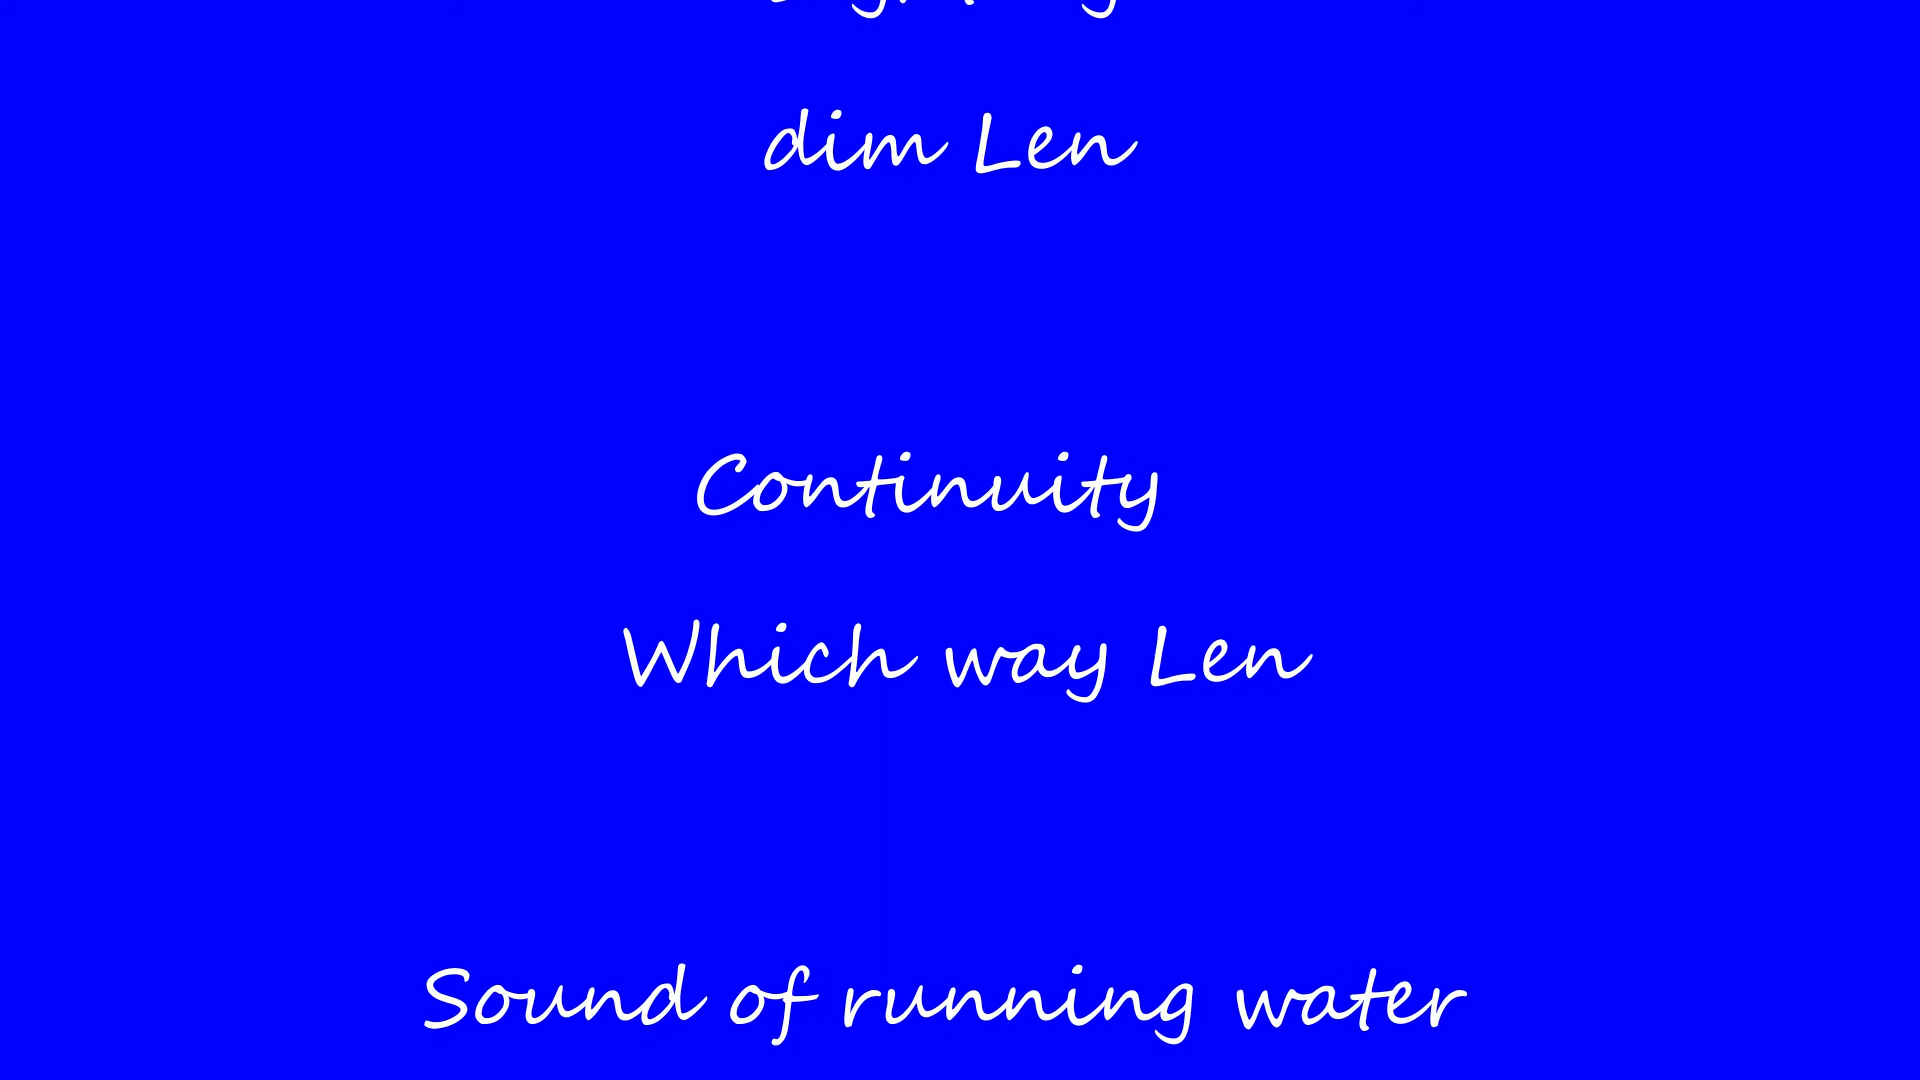 dim Len
Continuity
Which way Len
Sound of running water